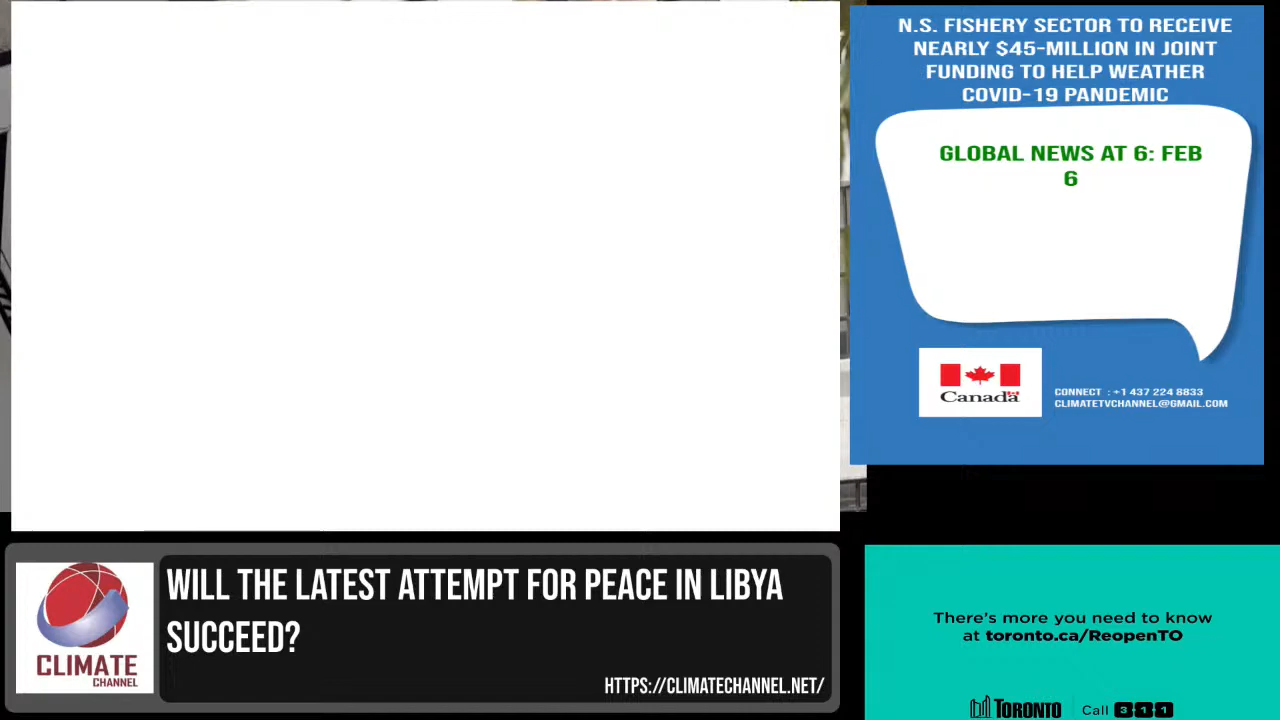 N.S. FISHERY SECTOR TO RECEIVE
NEARLY $45-MILLION IN JOINT
FUNDING TO HELP WEATHER
COVID-19 PANDEMIC
GLOBAL NEWS AT 6: FEB
6
Canada
CONNECT : +1 437 224 8833
CLIMATETVCHANNEL@GMAIL.COM
WILL THE LATEST ATTEMPT FOR PEACE IN LIBYA
SUCCEED?
HTTPS://CLIMATECHANNEL.NET/
CLIMATE
CHANNEL
There's more you need to know
at toronto.ca/ReopenTO
TORONTO Call 3 1 1